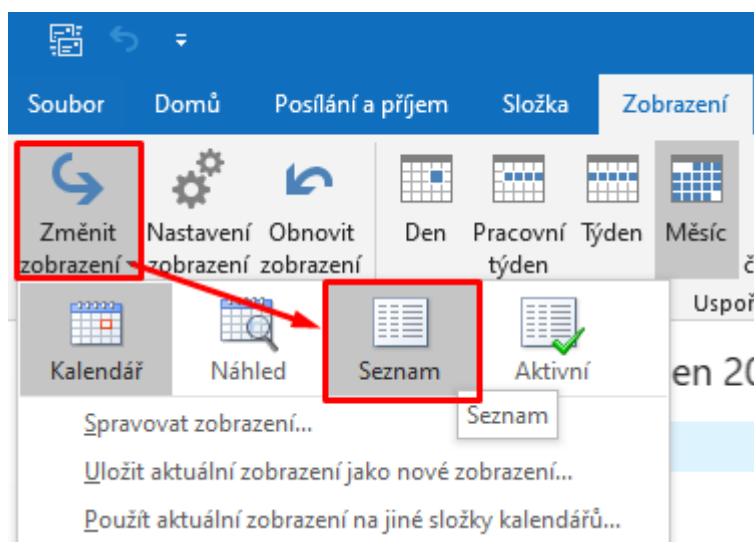 Soubor Domů Posílání a příjem Složka Zobrazení
Změnit zobrazení
Nastavení zobrazení
Obnovit zobrazení
Den
Pracovní týden
Týden
Měsíc
Uspoř
Kalendář Náhled Seznam Aktivní
en 20
Seznam
Spravovat zobrazení...
Uložit aktuální zobrazení jako nové zobrazení...
Použít aktuální zobrazení na jiné složky kalendářů...